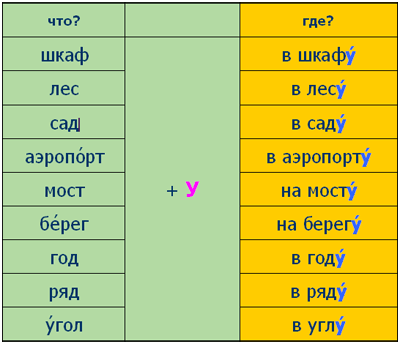 что? где?
шкаф в шкафу́
лес в лесу́
сад в саду́
аэропо́рт в аэропорту́
мост + У на мосту́
бе́рег на берегу́
год в году́
ряд в ряду́
у́гол в углу́